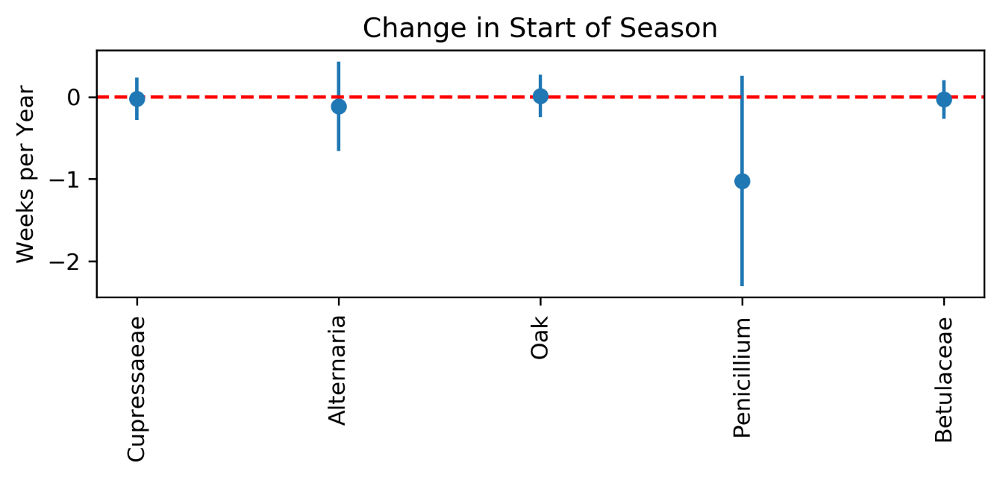 Change in Start of Season
Weeks per Year
0
−1
−2
Cupressaeae
Alternaria
Oak
Penicillium
Betulaceae